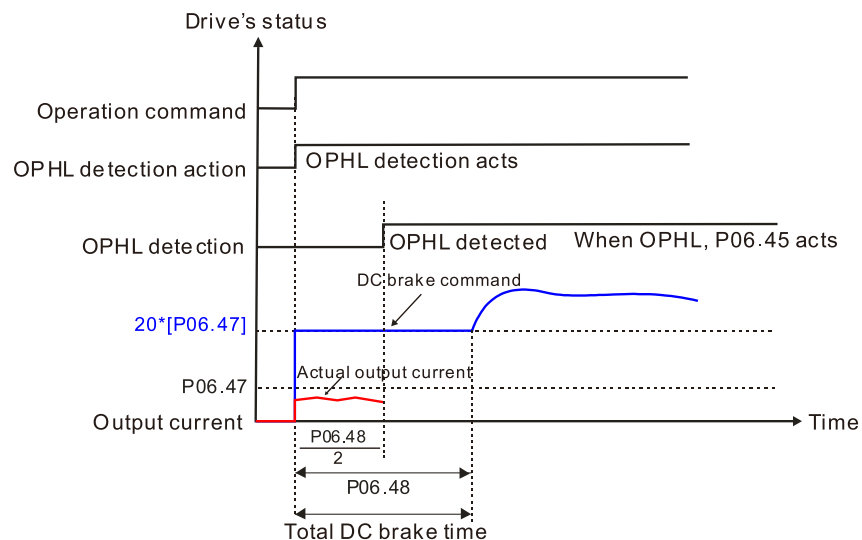 Drive's status
Operation command
OPHL detection action
OPHL detection acts
OPHL detection
OPHL detected
When OPHL, P06.45 acts
DC brake command
20*[P06.47]
Actual output current
P06.47
Output current
Time
P06.48
2
P06.48
Total DC brake time